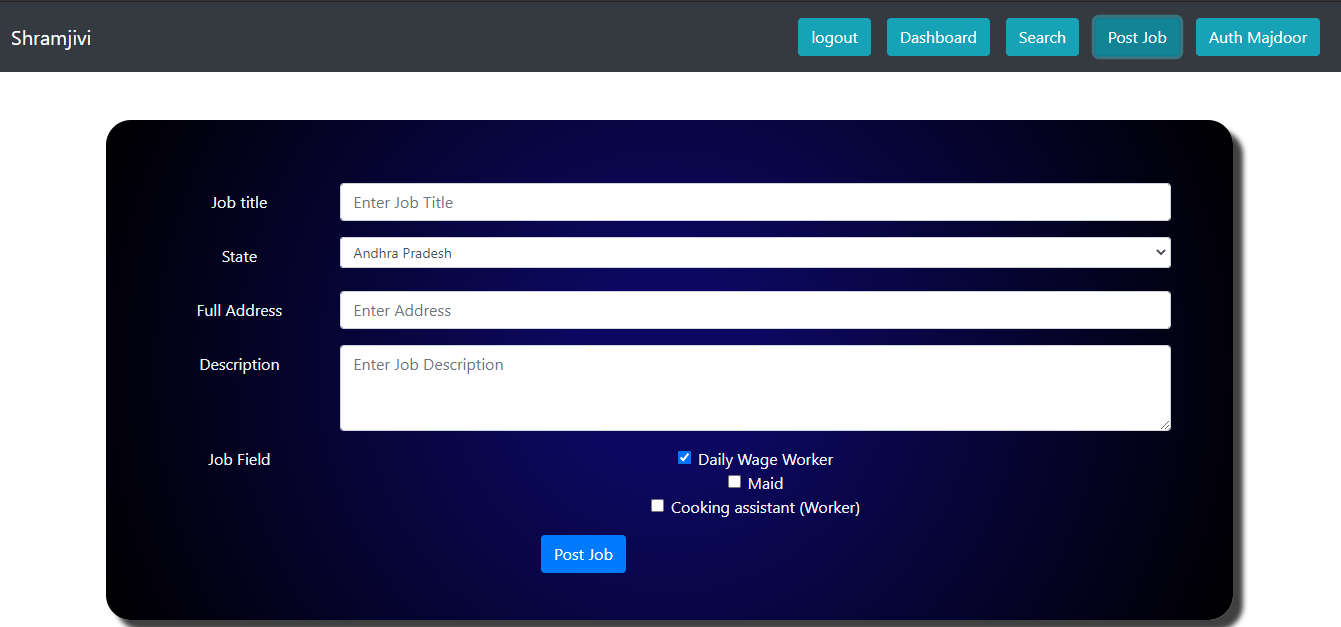 Shramjivi logout Dashboard Search Post Job Auth Majdoor
Job title Enter Job Title
State Andhra Pradesh
Full Address Enter Address
Description Enter Job Description
Job Field Daily Wage Worker
Maid
Cooking assistant (Worker)
Post Job